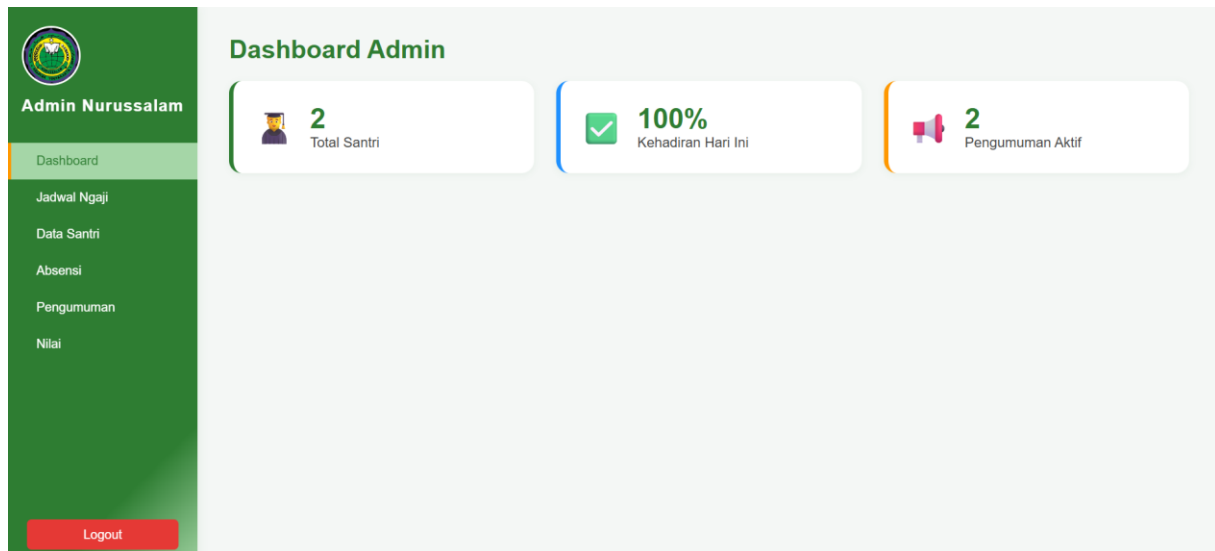 Admin Nurussalam
Dashboard
Jadwal Ngaji
Data Santri
Absensi
Pengumuman
Nilai
Logout
Dashboard Admin
2
Total Santri
100%
Kehadiran Hari Ini
2
Pengumuman Aktif